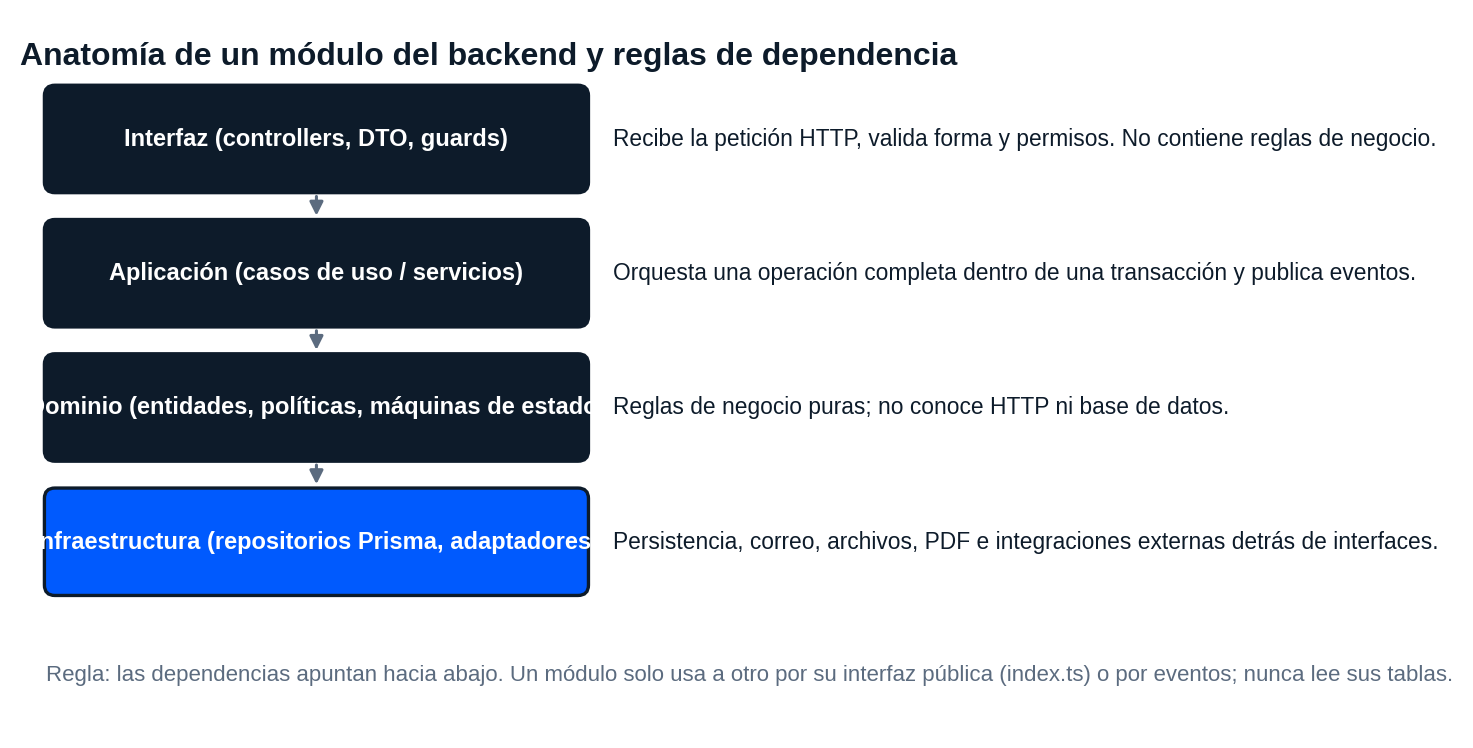 Anatomía de un módulo del backend y reglas de dependencia
Interfaz (controllers, DTO, guards)
Recibe la petición HTTP, valida forma y permisos. No contiene reglas de negocio.
Aplicación (casos de uso / servicios)
Orquesta una operación completa dentro de una transacción y publica eventos.
Dominio (entidades, políticas, máquinas de estado
Reglas de negocio puras; no conoce HTTP ni base de datos.
nfraestructura (repositorios Prisma, adaptadores
Persistencia, correo, archivos, PDF e integraciones externas detrás de interfaces.
Regla: las dependencias apuntan hacia abajo. Un módulo solo usa a otro por su interfaz pública (index.ts) o por eventos; nunca lee sus tablas.